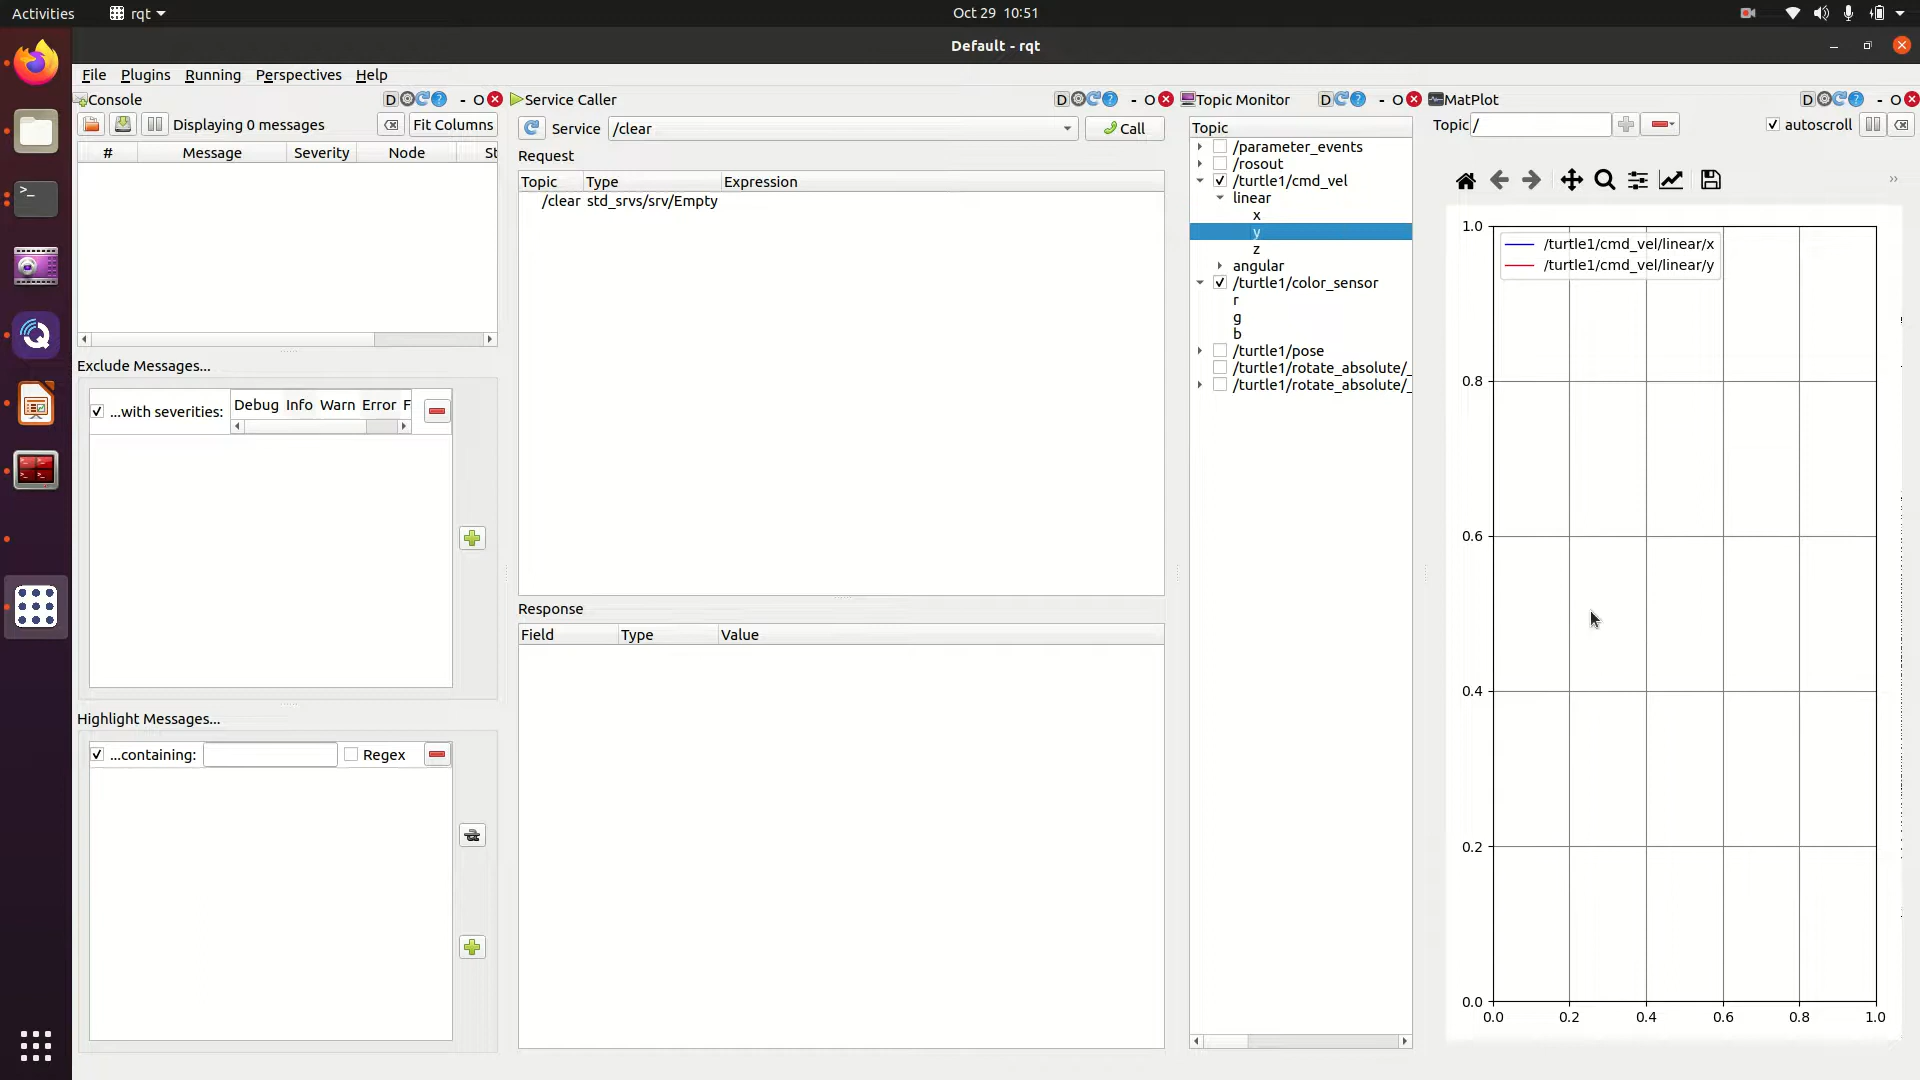 Activities rqt Oct 29 10:51
Default - rqt
File Plugins Running Perspectives Help
Console D - O
Displaying 0 messages Fit Columns
# Message Severity Node St
Exclude Messages...
...with severities: Debug Info Warn Error F
Highlight Messages...
...containing: Regex
Service Caller D - O
Service /clear Call
Request
Topic Type Expression
/clear std_srvs/srv/Empty
Response
Field Type Value
Topic Monitor D - O
Topic
/parameter_events
/rosout
/turtle1/cmd_vel
linear
x
y
z
angular
/turtle1/color_sensor
r
g
b
/turtle1/pose
/turtle1/rotate_absolute/_
/turtle1/rotate_absolute/_
MatPlot D - O
Topic / autoscroll
/turtle1/cmd_vel/linear/x
/turtle1/cmd_vel/linear/y
1.0
0.8
0.6
0.4
0.2
0.0
0.0 0.2 0.4 0.6 0.8 1.0